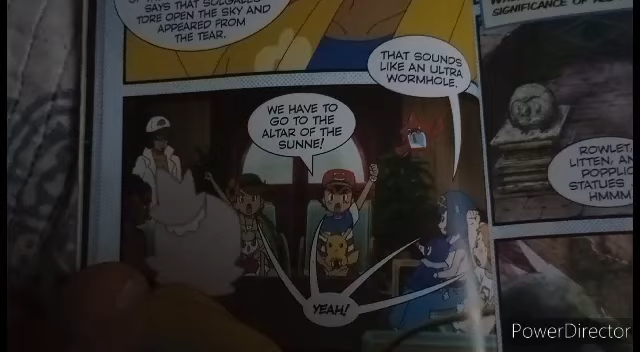 SAYS THAT SOLGALEO
TORE OPEN THE SKY AND
APPEARED FROM
THE TEAR.
THAT SOUNDS
LIKE AN ULTRA
WORMHOLE.
WE HAVE TO
GO TO THE
ALTAR OF THE
SUNNE!
YEAH!
SIGNIFICANCE OF
ROWLET,
LITTEN, AN
POPPLIO
STATUES
HMMM
PowerDirector